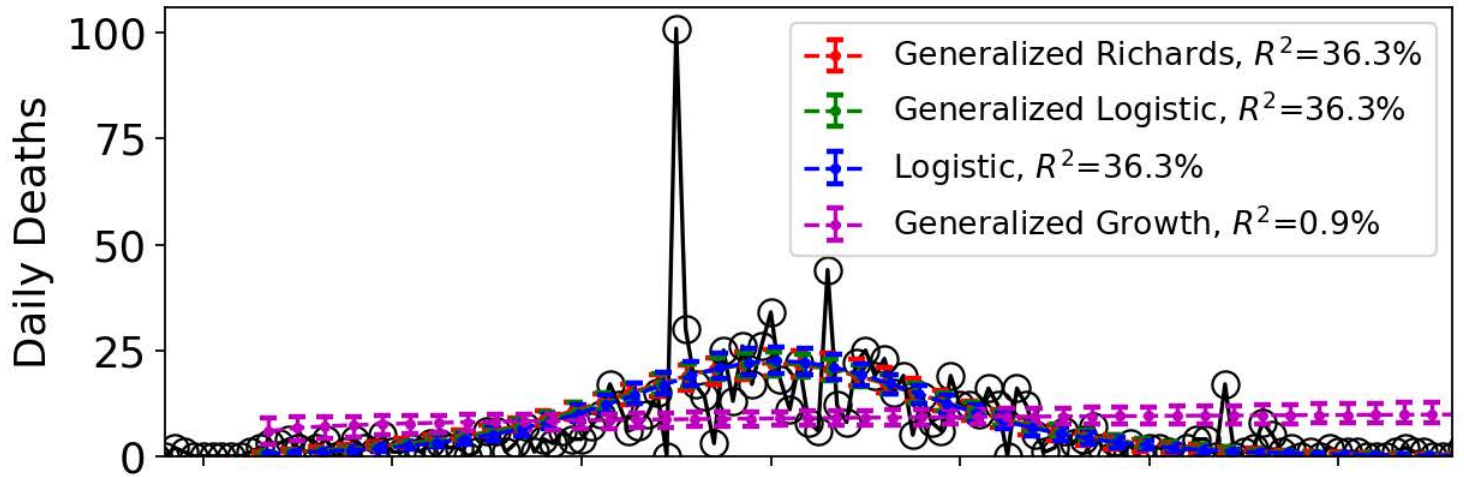 100
75
50
25
0
Daily Deaths
Generalized Richards, R²=36.3%
Generalized Logistic, R²=36.3%
Logistic, R²=36.3%
Generalized Growth, R²=0.9%